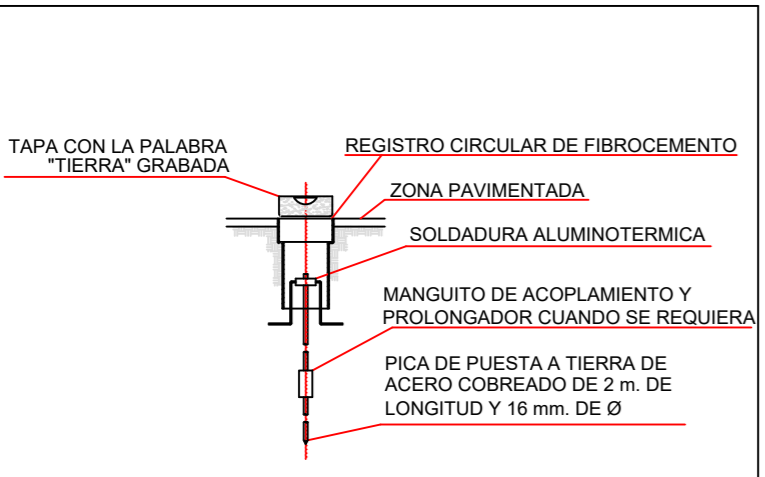 TAPA CON LA PALABRA
"TIERRA" GRABADA
REGISTRO CIRCULAR DE FIBROCEMENTO
ZONA PAVIMENTADA
SOLDADURA ALUMINOTERMICA
MANGUITO DE ACOPLAMIENTO Y
PROLONGADOR CUANDO SE REQUIERA
PICA DE PUESTA A TIERRA DE
ACERO COBREADO DE 2 m. DE
LONGITUD Y 16 mm. DE Ø